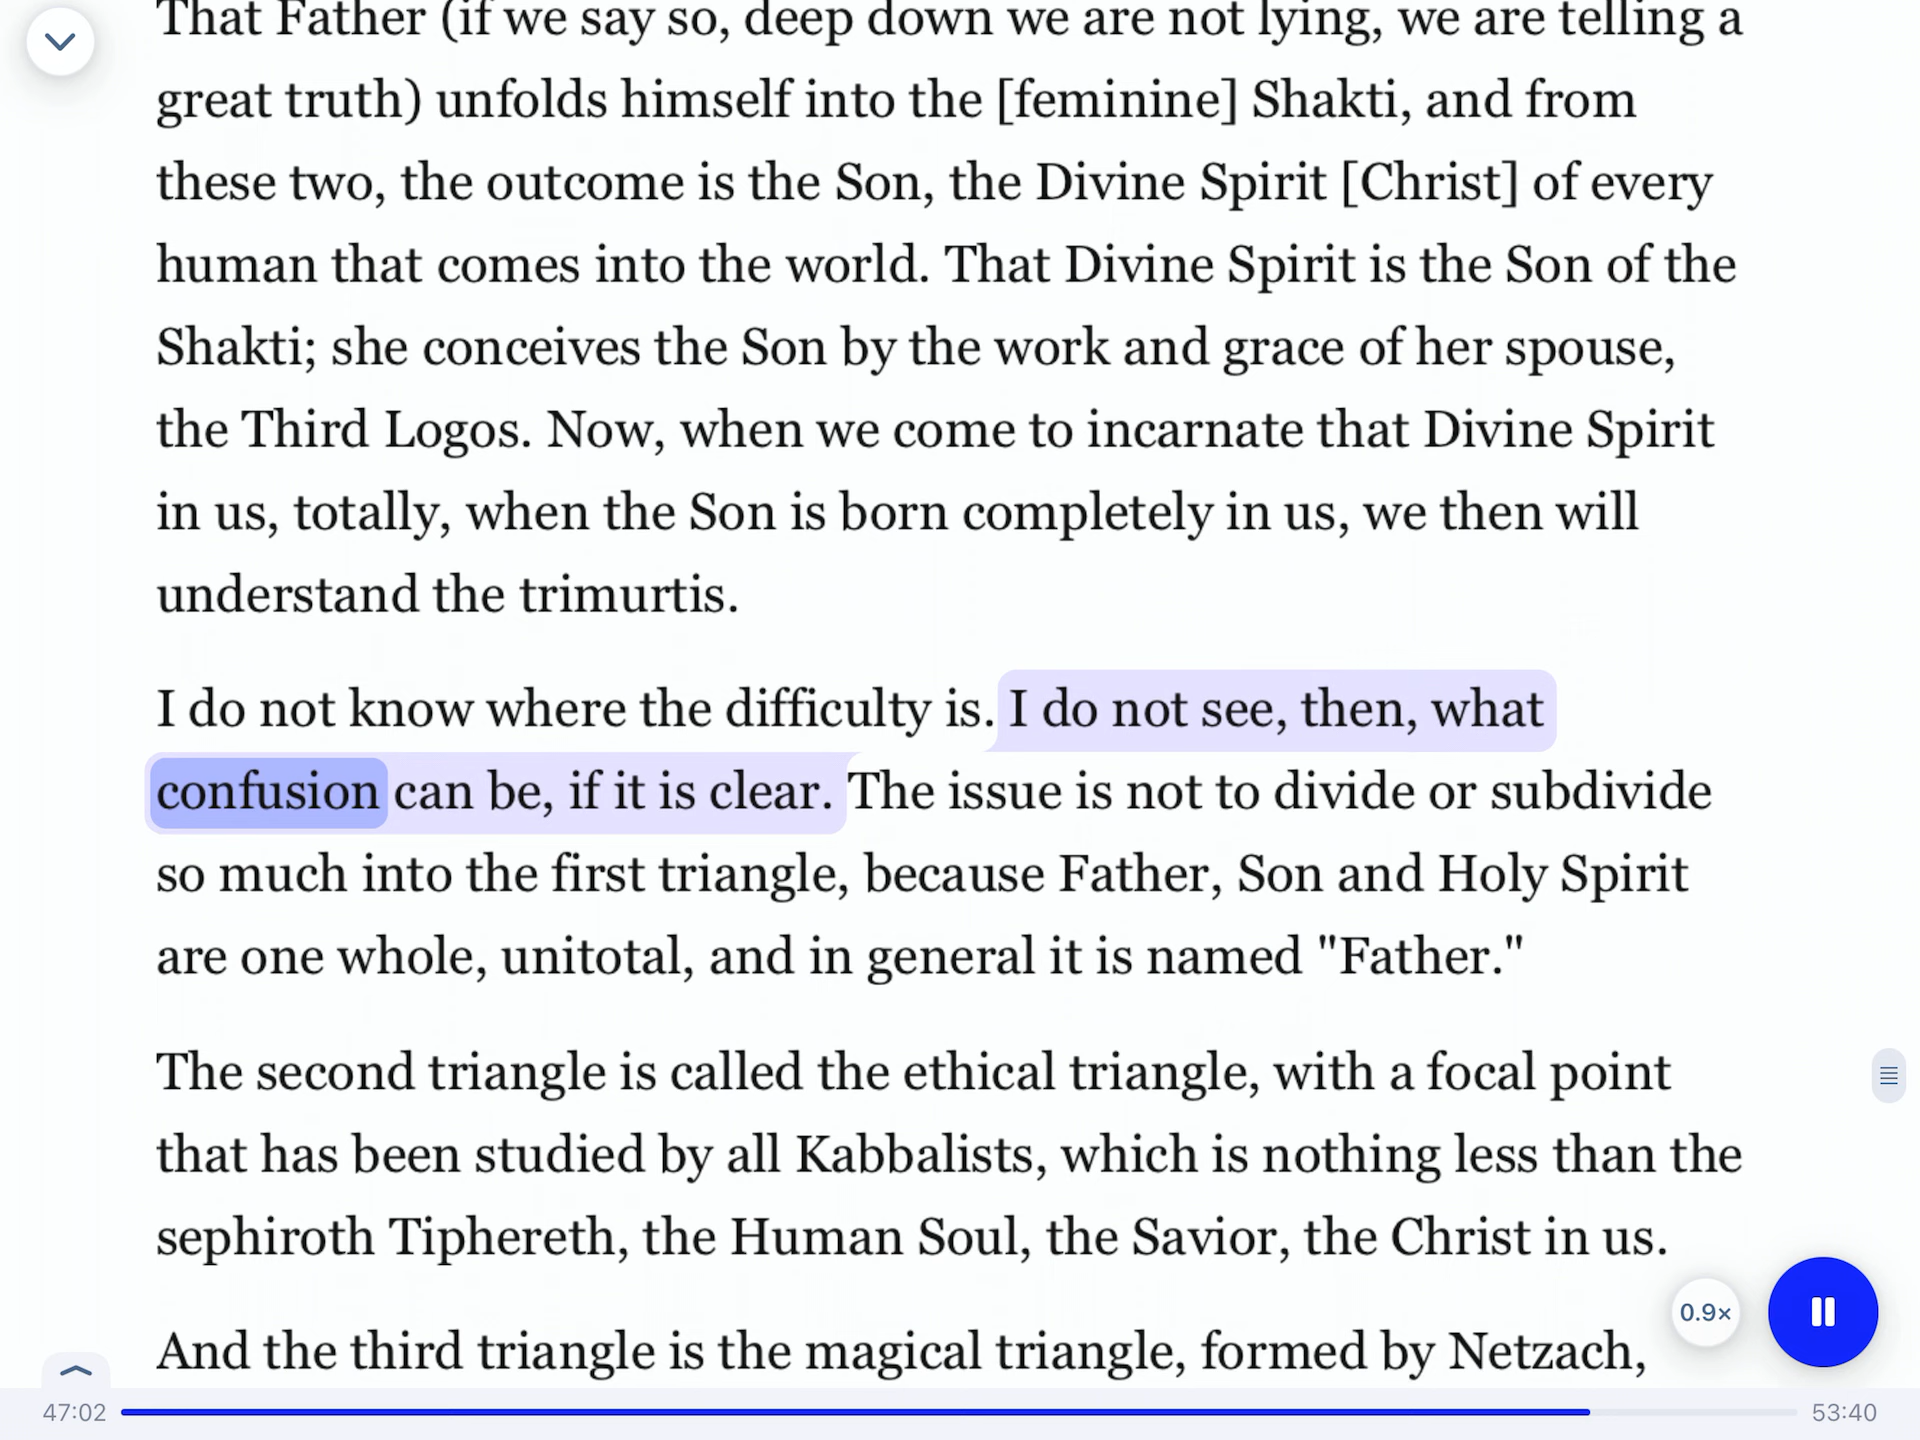 That Father (if we say so, deep down we are not lying, we are telling a
great truth) unfolds himself into the [feminine] Shakti, and from
these two, the outcome is the Son, the Divine Spirit [Christ] of every
human that comes into the world. That Divine Spirit is the Son of the
Shakti; she conceives the Son by the work and grace of her spouse,
the Third Logos. Now, when we come to incarnate that Divine Spirit
in us, totally, when the Son is born completely in us, we then will
understand the trimurtis.
I do not know where the difficulty is. I do not see, then, what
confusion can be, if it is clear. The issue is not to divide or subdivide
so much into the first triangle, because Father, Son and Holy Spirit
are one whole, unitotal, and in general it is named "Father."
The second triangle is called the ethical triangle, with a focal point
that has been studied by all Kabbalists, which is nothing less than the
sephiroth Tiphereth, the Human Soul, the Savior, the Christ in us.
And the third triangle is the magical triangle, formed by Netzach,
0.9×
47:02
53:40